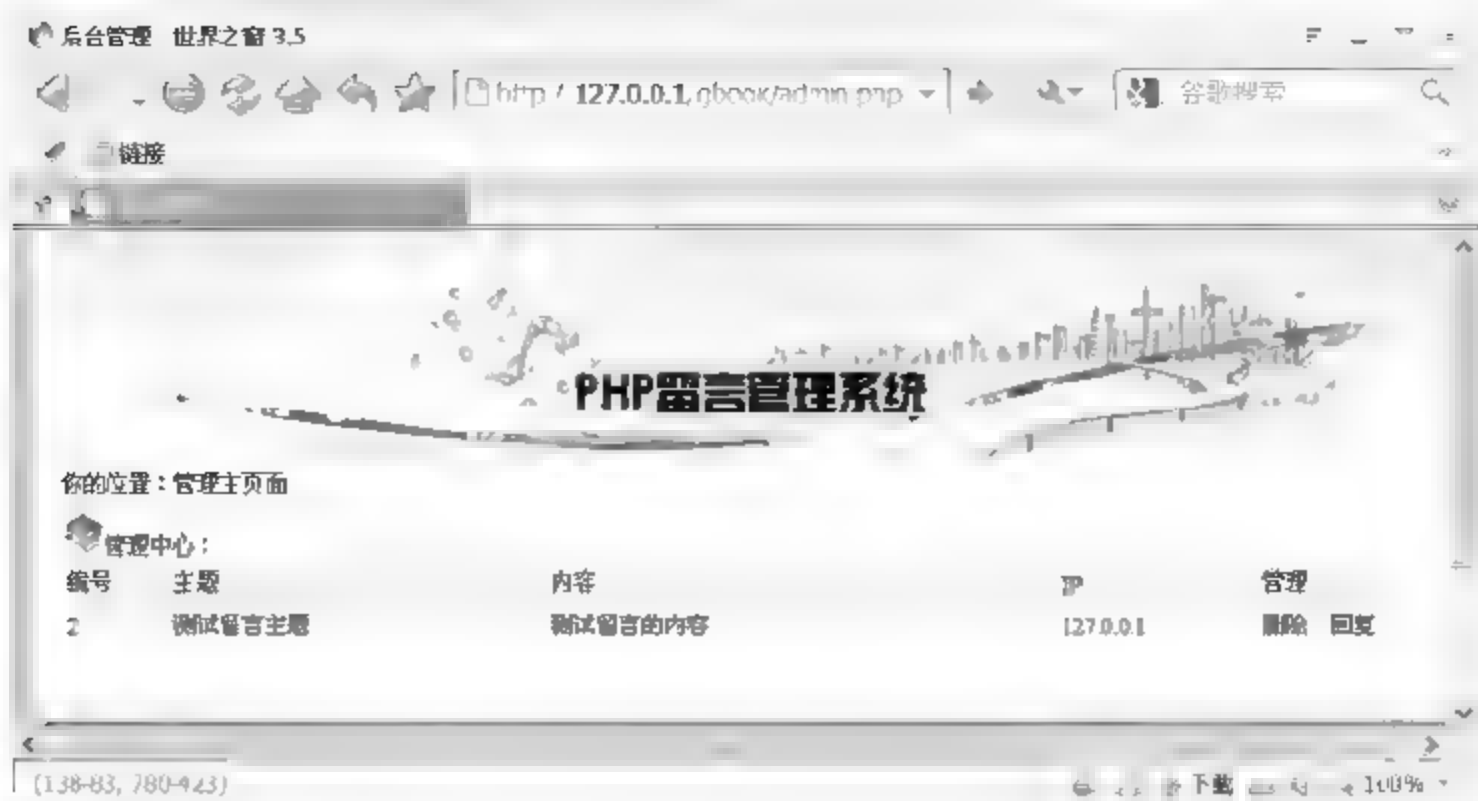 后台管理 世界之窗 3.5
http / 127.0.0.1, gbook/admin php 谷歌搜索
链接
PHP留言管理系统
你的位置：管理主页面
管理中心：
编号 主题 内容 IP 管理
2 测试留言主题 测试留言的内容 127.0.0.1 删除 回复
(138-83, 780-423) 下载 100%